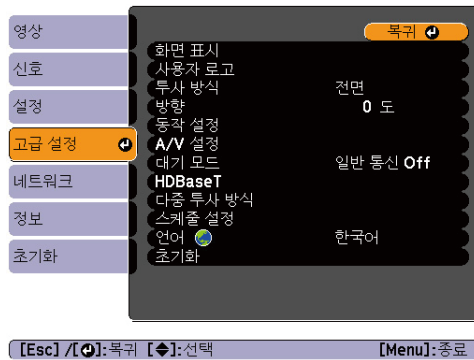 영상
신호
설정
고급 설정
네트워크
정보
초기화
복귀
화면 표시
사용자 로고
투사 방식 전면
방향 0 도
동작 설정
A/V 설정
대기 모드 일반 통신 Off
HDBaseT
다중 투사 방식
스케줄 설정
언어 한국어
초기화
[Esc] /[⏎]:복귀 [◆]:선택 [Menu]:종료